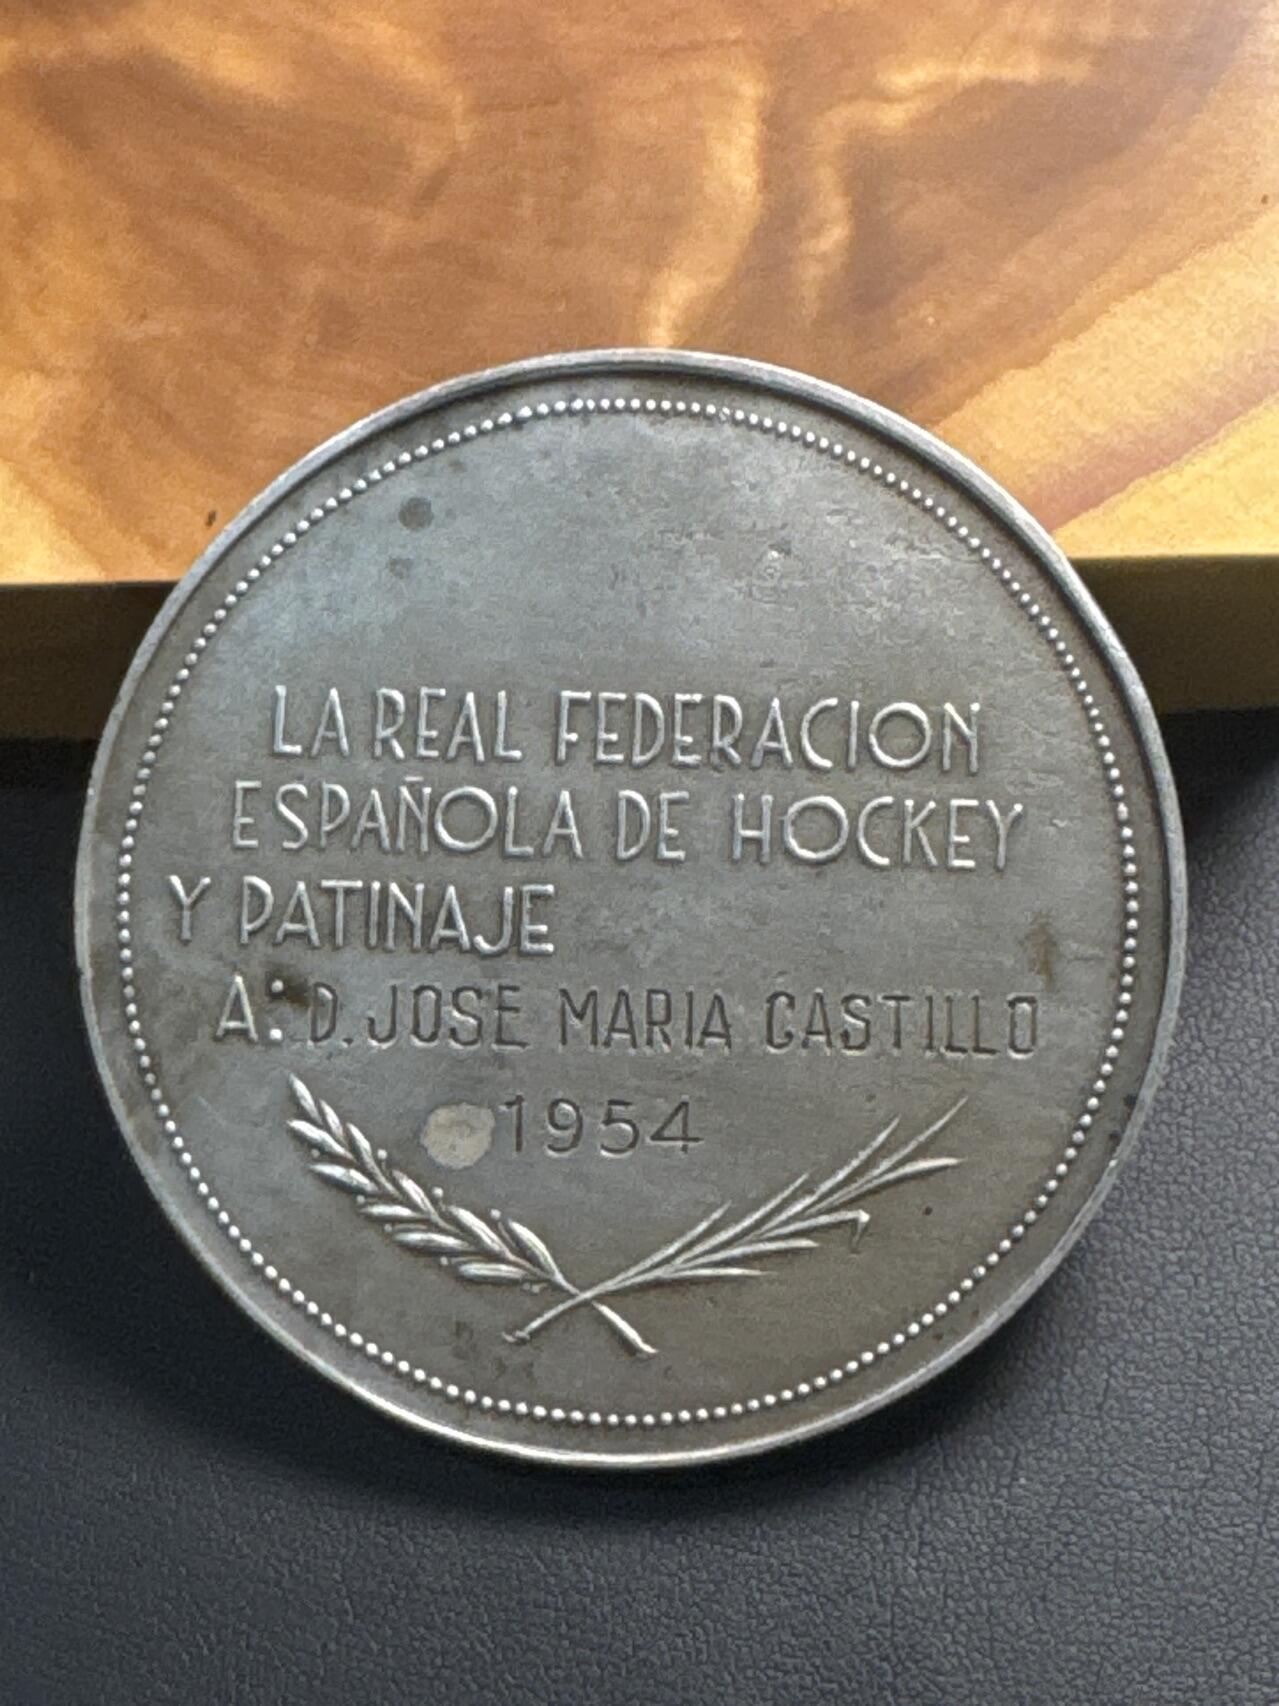 LA REAL FEDERACION
ESPAÑOLA DE HOCKEY
Y PATINAJE
A: D. JOSE MARIA CASTILLO
1954